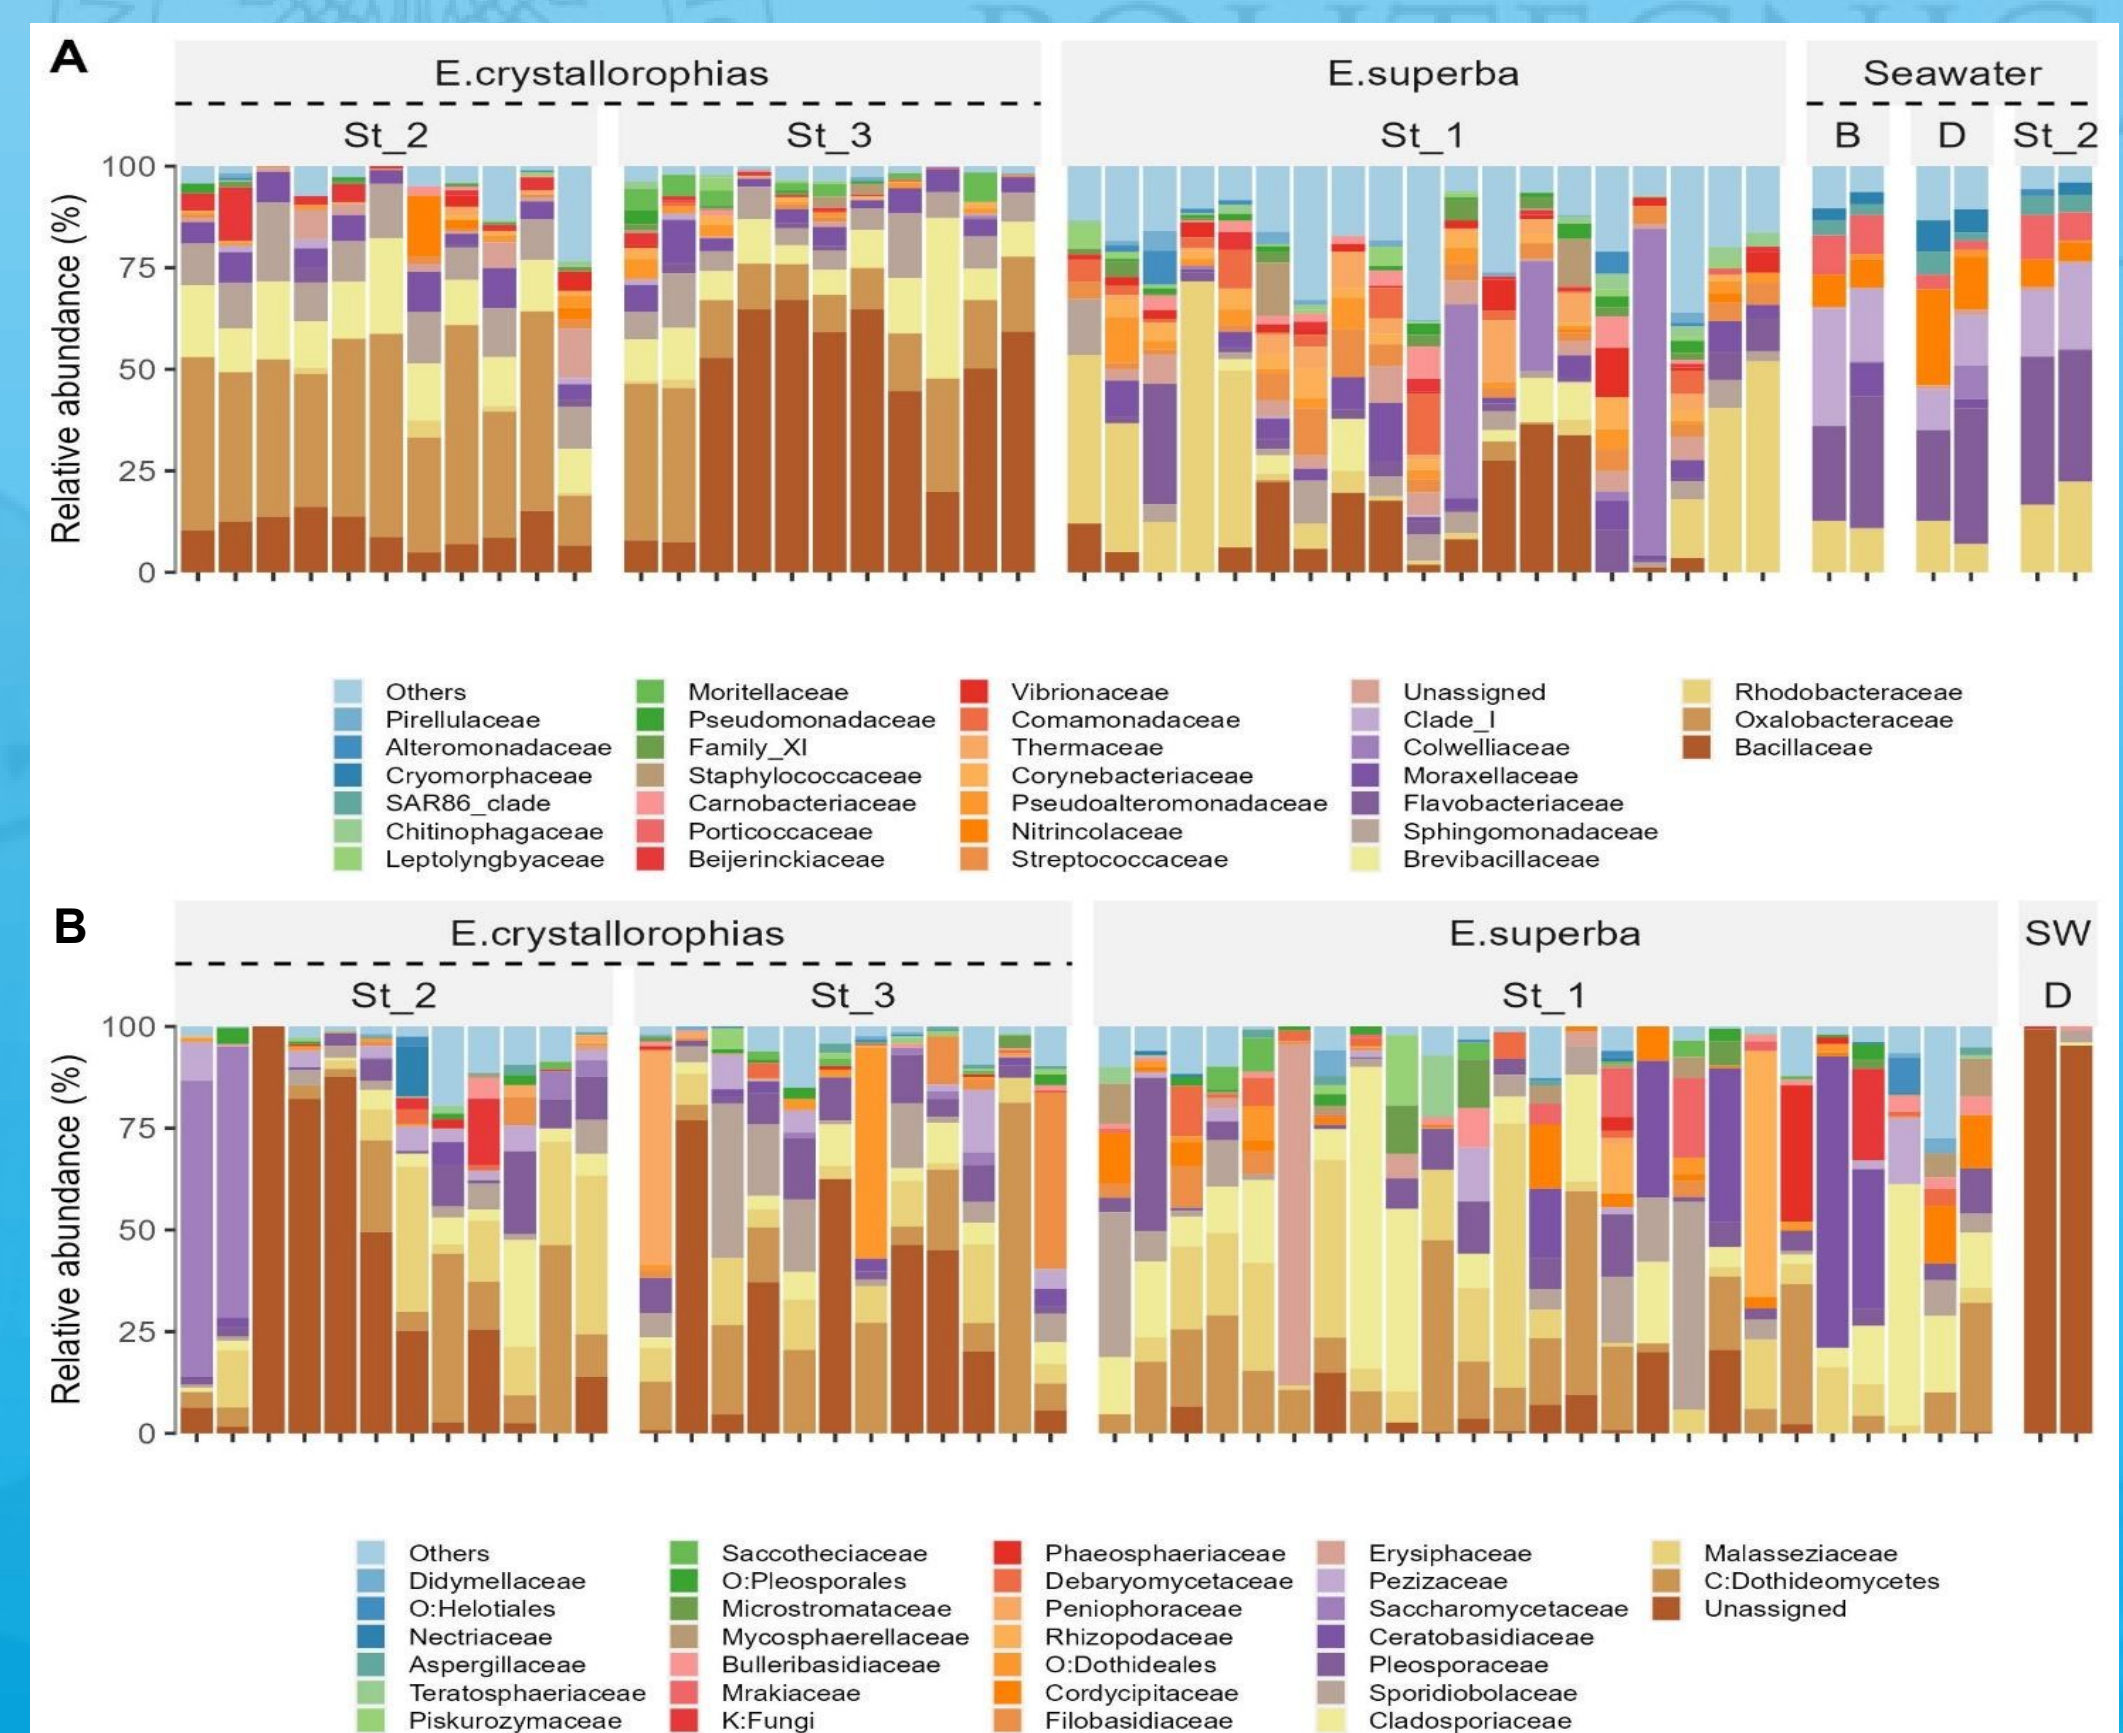 POLITECNIC
A
E.crystallorophias
E.superba
Seawater
St_2
St_3
St_1
B
D
St_2
Relative abundance (%)
100
75
50
25
0
Others
Pirellulaceae
Alteromonadaceae
Cryomorphaceae
SAR86_clade
Chitinophagaceae
Leptolyngbyaceae
Moritellaceae
Pseudomonadaceae
Family_XI
Staphylococcaceae
Carnobacteriaceae
Porticoccaceae
Beijerinckiaceae
Vibrionaceae
Comamonadaceae
Thermaceae
Corynebacteriaceae
Pseudoalteromonadaceae
Nitrincolaceae
Streptococcaceae
Unassigned
Clade_I
Colwelliaceae
Moraxellaceae
Flavobacteriaceae
Sphingomonadaceae
Brevibacillaceae
Rhodobacteraceae
Oxalobacteraceae
Bacillaceae
B
E.crystallorophias
E.superba
SW
St_2
St_3
St_1
D
Relative abundance (%)
100
75
50
25
0
Others
Didymellaceae
O:Helotiales
Nectriaceae
Aspergillaceae
Teratosphaeriaceae
Piskurozymaceae
Saccotheciaceae
O:Pleosporales
Microstromataceae
Mycosphaerellaceae
Bulleribasidiaceae
Mrakiaceae
K:Fungi
Phaeosphaeriaceae
Debaryomycetaceae
Peniophoraceae
Rhizopodaceae
O:Dothideales
Cordycipitaceae
Filobasidiaceae
Erysiphaceae
Pezizaceae
Saccharomycetaceae
Ceratobasidiaceae
Pleosporaceae
Sporidiobolaceae
Cladosporiaceae
Malasseziaceae
C:Dothideomycetes
Unassigned